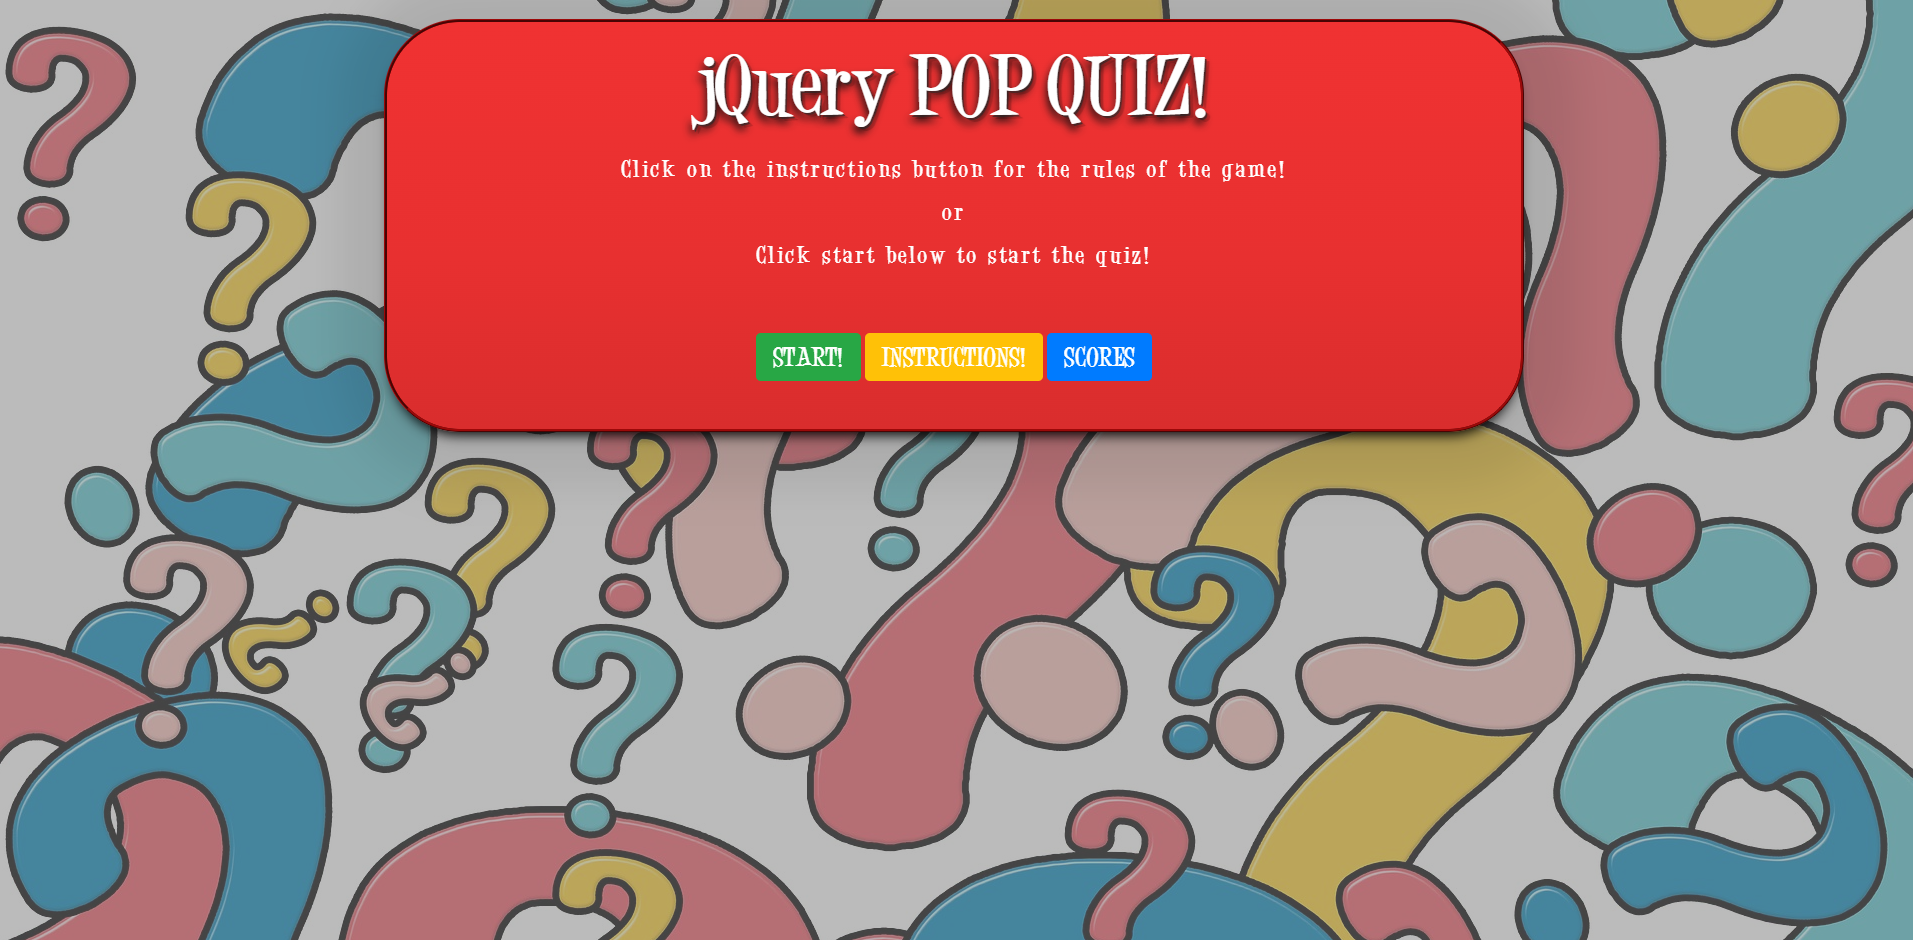 jQuery POP QUIZ!
Click on the instructions button for the rules of the game!
or
Click start below to start the quiz!
START! INSTRUCTIONS! SCORES